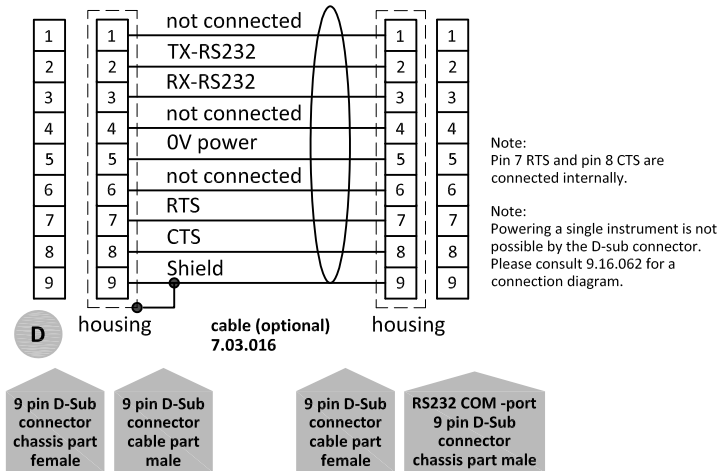 not connected
1 1 1 1
TX-RS232
2 2 2 2
RX-RS232
3 3 3 3
not connected
4 4 4 4
0V power
5 5 5 5
not connected
6 6 6 6
RTS
7 7 7 7
CTS
8 8 8 8
Shield
9 9 9 9
Note:
Pin 7 RTS and pin 8 CTS are
connected internally.
Note:
Powering a single instrument is not
possible by the D-sub connector.
Please consult 9.16.062 for a
connection diagram.
housing
cable (optional)
7.03.016
housing
D
9 pin D-Sub
connector
chassis part
female
9 pin D-Sub
connector
cable part
male
9 pin D-Sub
connector
cable part
female
RS232 COM -port
9 pin D-Sub
connector
chassis part male